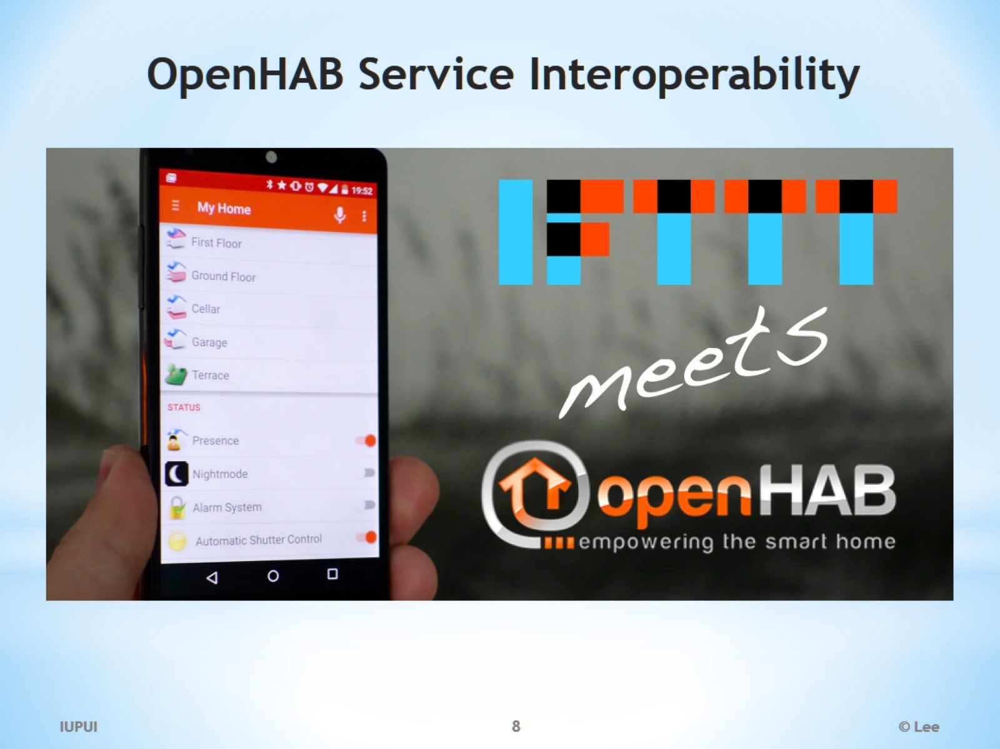 OpenHAB Service Interoperability
19:52
My Home
First Floor
Ground Floor
Cellar
Garage
Terrace
STATUS
Presence
Nightmode
Alarm System
Automatic Shutter Control
IFTTT
meets
openHAB
empowering the smart home
IUPUI
8
© Lee